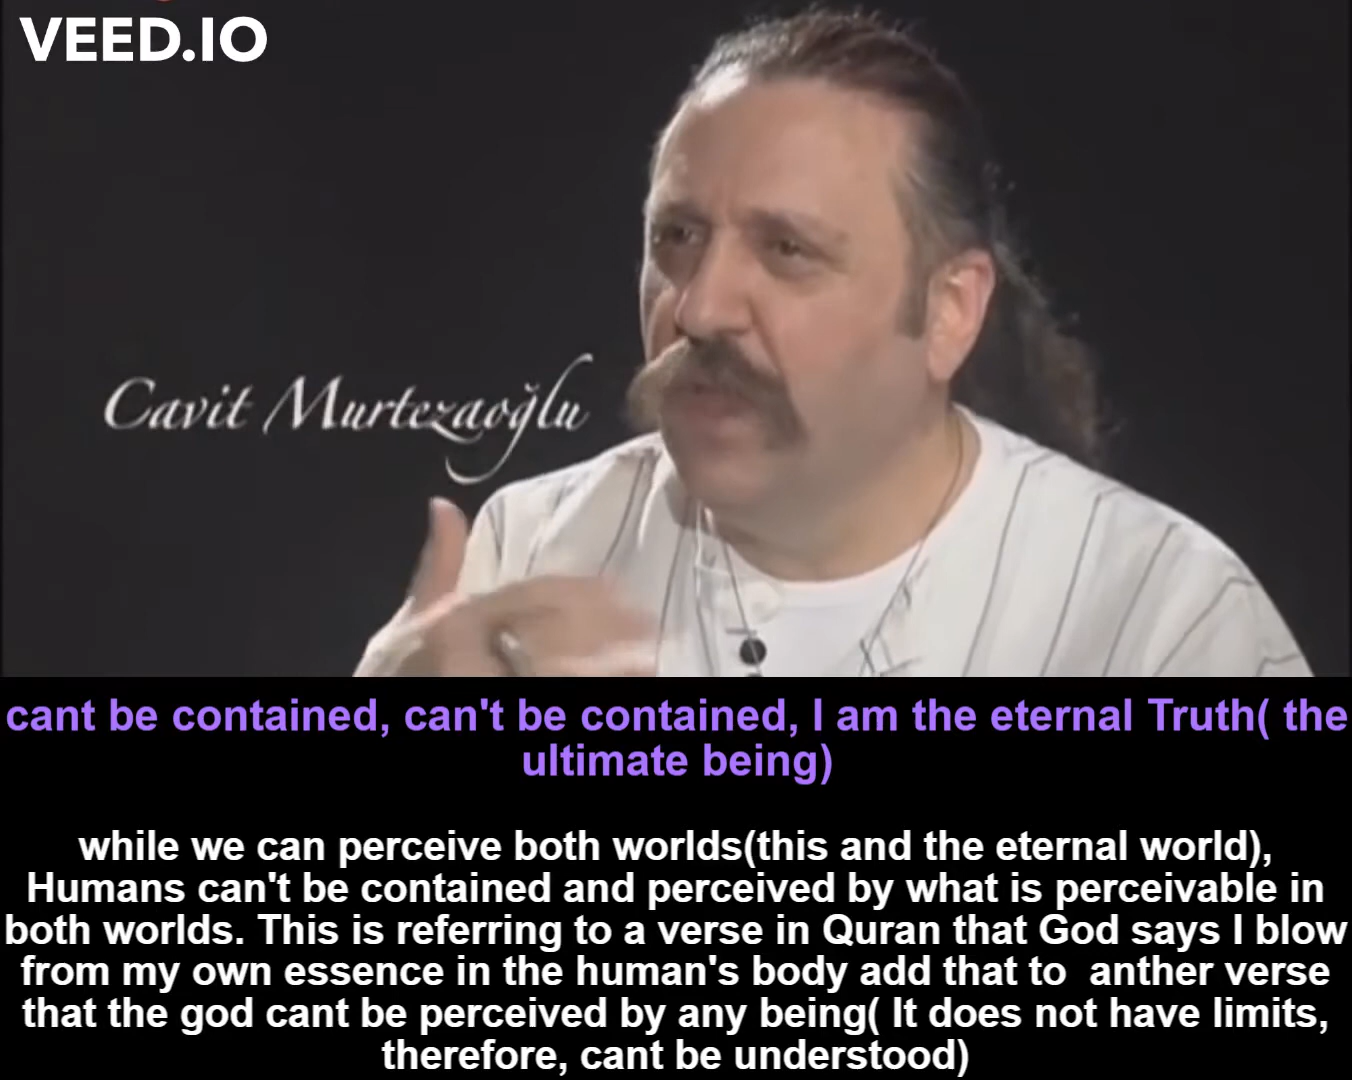 VEED.IO
Cavit Murtezaoğlu
cant be contained, can't be contained, I am the eternal Truth( the
ultimate being)
while we can perceive both worlds(this and the eternal world),
Humans can't be contained and perceived by what is perceivable in
both worlds. This is referring to a verse in Quran that God says I blow
from my own essence in the human's body add that to  anther verse
that the god cant be perceived by any being( It does not have limits,
therefore, cant be understood)